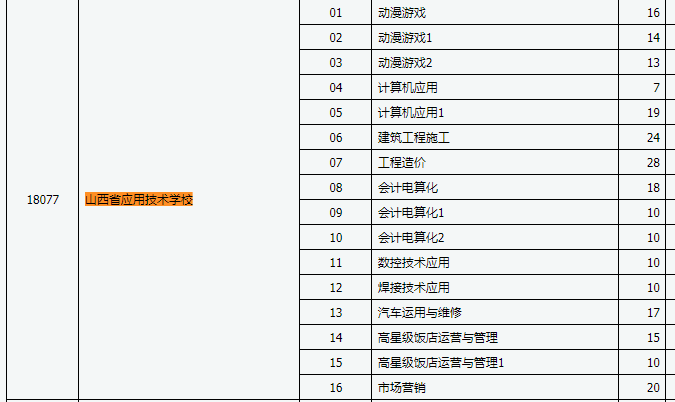 01 动漫游戏 16
02 动漫游戏1 14
03 动漫游戏2 13
04 计算机应用 7
05 计算机应用1 19
06 建筑工程施工 24
07 工程造价 28
18077 山西省应用技术学校 08 会计电算化 18
09 会计电算化1 10
10 会计电算化2 10
11 数控技术应用 10
12 焊接技术应用 10
13 汽车运用与维修 17
14 高星级饭店运营与管理 15
15 高星级饭店运营与管理1 10
16 市场营销 20